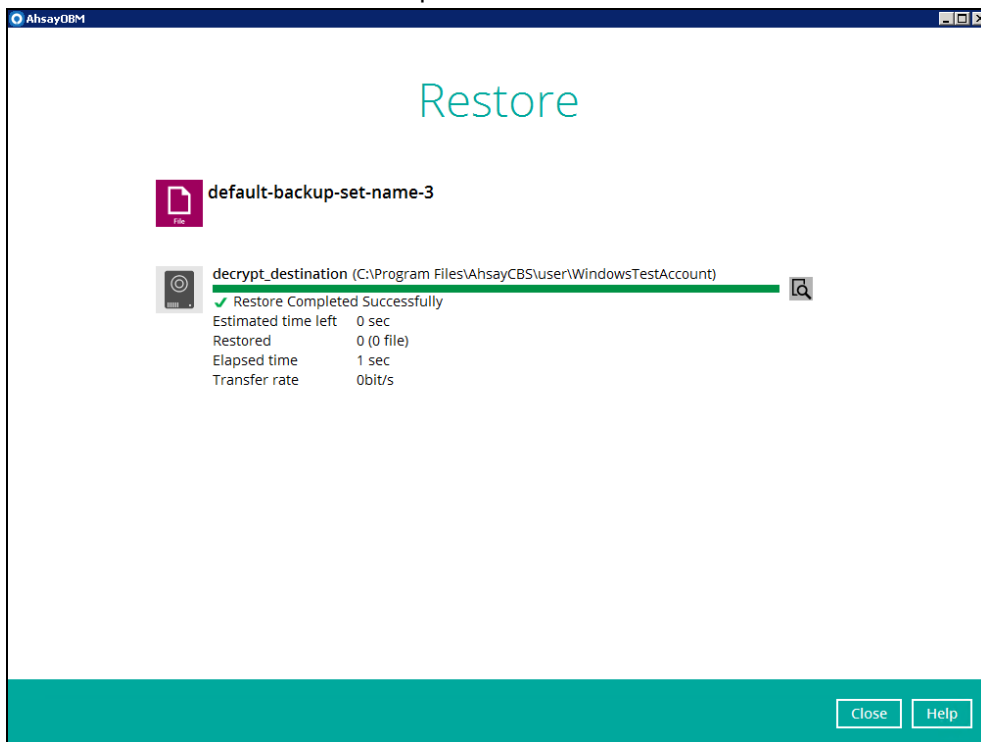 AhsayOBM
Restore
default-backup-set-name-3
File
decrypt_destination (C:\Program Files\AhsayCBS\user\WindowsTestAccount)
Restore Completed Successfully
Estimated time left 0 sec
Restored 0 (0 file)
Elapsed time 1 sec
Transfer rate 0bit/s
Close Help